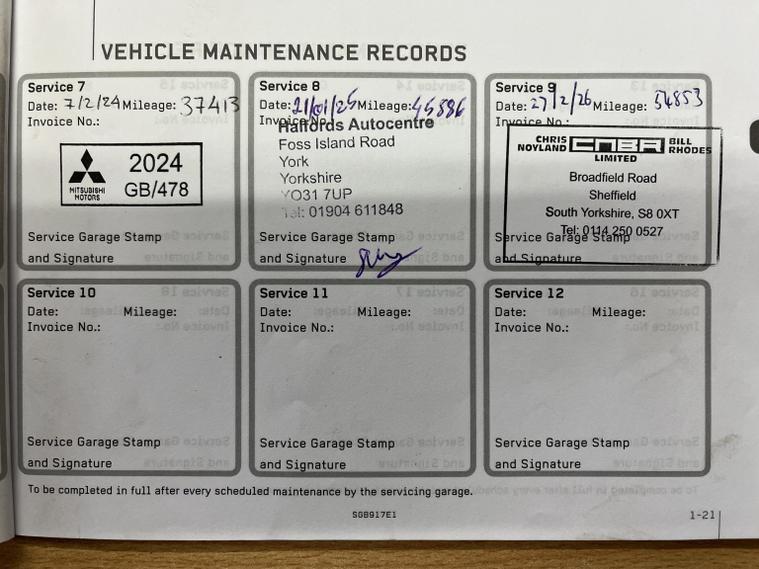 VEHICLE MAINTENANCE RECORDS
Service 7
Date: 7/2/24 Mileage: 37413
Invoice No.:
MITSUBISHI
MOTORS
2024
GB/478
Service Garage Stamp
and Signature
Service 8
Date: 21/01/25 Mileage: 45886
Invoice No.:
Halfords Autocentre
Foss Island Road
York
Yorkshire
YO31 7UP
Tel: 01904 611848
Service Garage Stamp
and Signature
Service 9
Date: 27/2/26 Mileage: 54853
Invoice No.:
CHRIS NOYLAND CNBR BILL RHODES
LIMITED
Broadfield Road
Sheffield
South Yorkshire, S8 0XT
Tel: 0114 250 0527
Service Garage Stamp
and Signature
Service 10
Date: Mileage:
Invoice No.:
Service Garage Stamp
and Signature
Service 11
Date: Mileage:
Invoice No.:
Service Garage Stamp
and Signature
Service 12
Date: Mileage:
Invoice No.:
Service Garage Stamp
and Signature
To be completed in full after every scheduled maintenance by the servicing garage.
SGB917E1
1-21